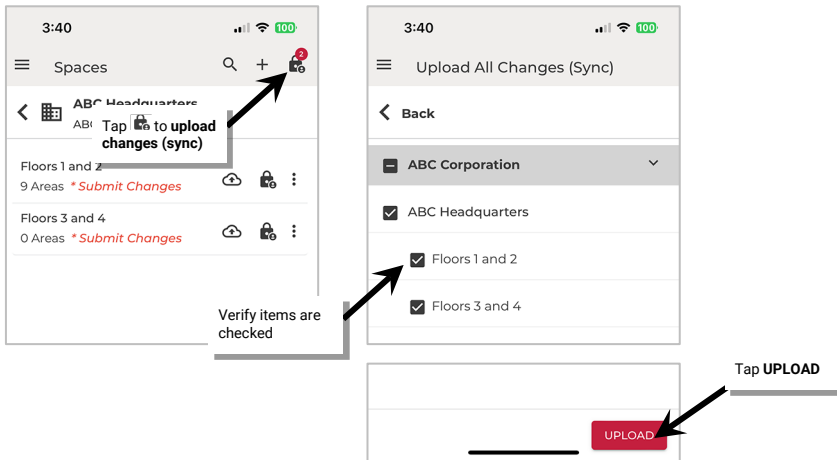 3:40
100
Spaces
2
ABC Headquarters
Tap to upload
changes (sync)
Floors 1 and 2
9 Areas * Submit Changes
Floors 3 and 4
0 Areas * Submit Changes
Verify items are
checked
3:40
100
Upload All Changes (Sync)
Back
ABC Corporation
ABC Headquarters
Floors 1 and 2
Floors 3 and 4
UPLOAD
Tap UPLOAD